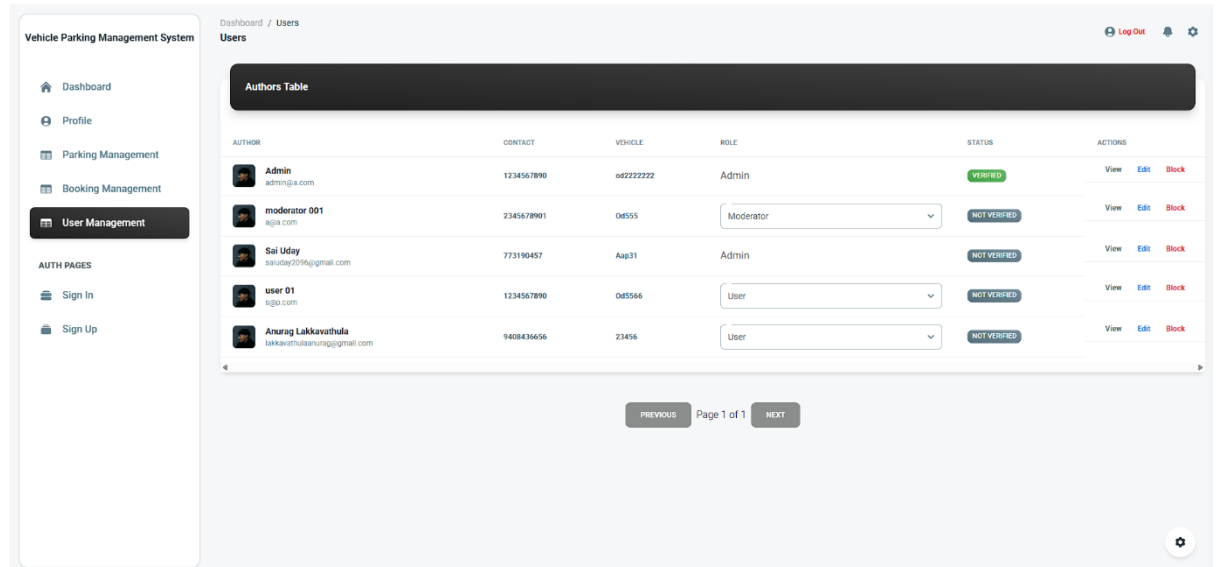 Vehicle Parking Management System
Dashboard
Profile
Parking Management
Booking Management
User Management
AUTH PAGES
Sign In
Sign Up
Dashboard / Users
Users
Log Out
Authors Table
AUTHOR CONTACT VEHICLE ROLE STATUS ACTIONS
Admin
admin@a.com
1234567890 od2222222 Admin VERIFIED View Edit Block
moderator 001
a@a.com
2345678901 Od555 Moderator NOT VERIFIED View Edit Block
Sai Uday
saiuday2096@gmail.com
773190457 Aap31 Admin NOT VERIFIED View Edit Block
user 01
s@p.com
1234567890 Od5566 User NOT VERIFIED View Edit Block
Anurag Lakkavathula
lakkavathulaanurag@gmail.com
9408436656 23456 User NOT VERIFIED View Edit Block
PREVIOUS Page 1 of 1 NEXT